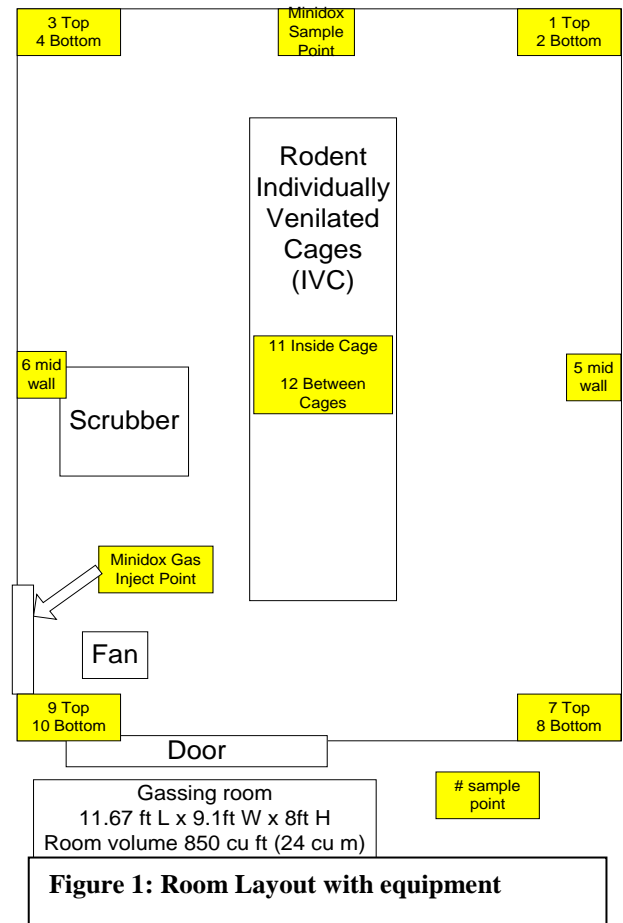 3 Top
4 Bottom
Minidox
Sample
Point
1 Top
2 Bottom
Rodent
Individually
Venilated
Cages
(IVC)
11 Inside Cage
12 Between
Cages
6 mid
wall
5 mid
wall
Scrubber
Minidox Gas
Inject Point
Fan
9 Top
10 Bottom
7 Top
8 Bottom
Door
# sample
point
Gassing room
11.67 ft L x 9.1ft W x 8ft H
Room volume 850 cu ft (24 cu m)
Figure 1: Room Layout with equipment